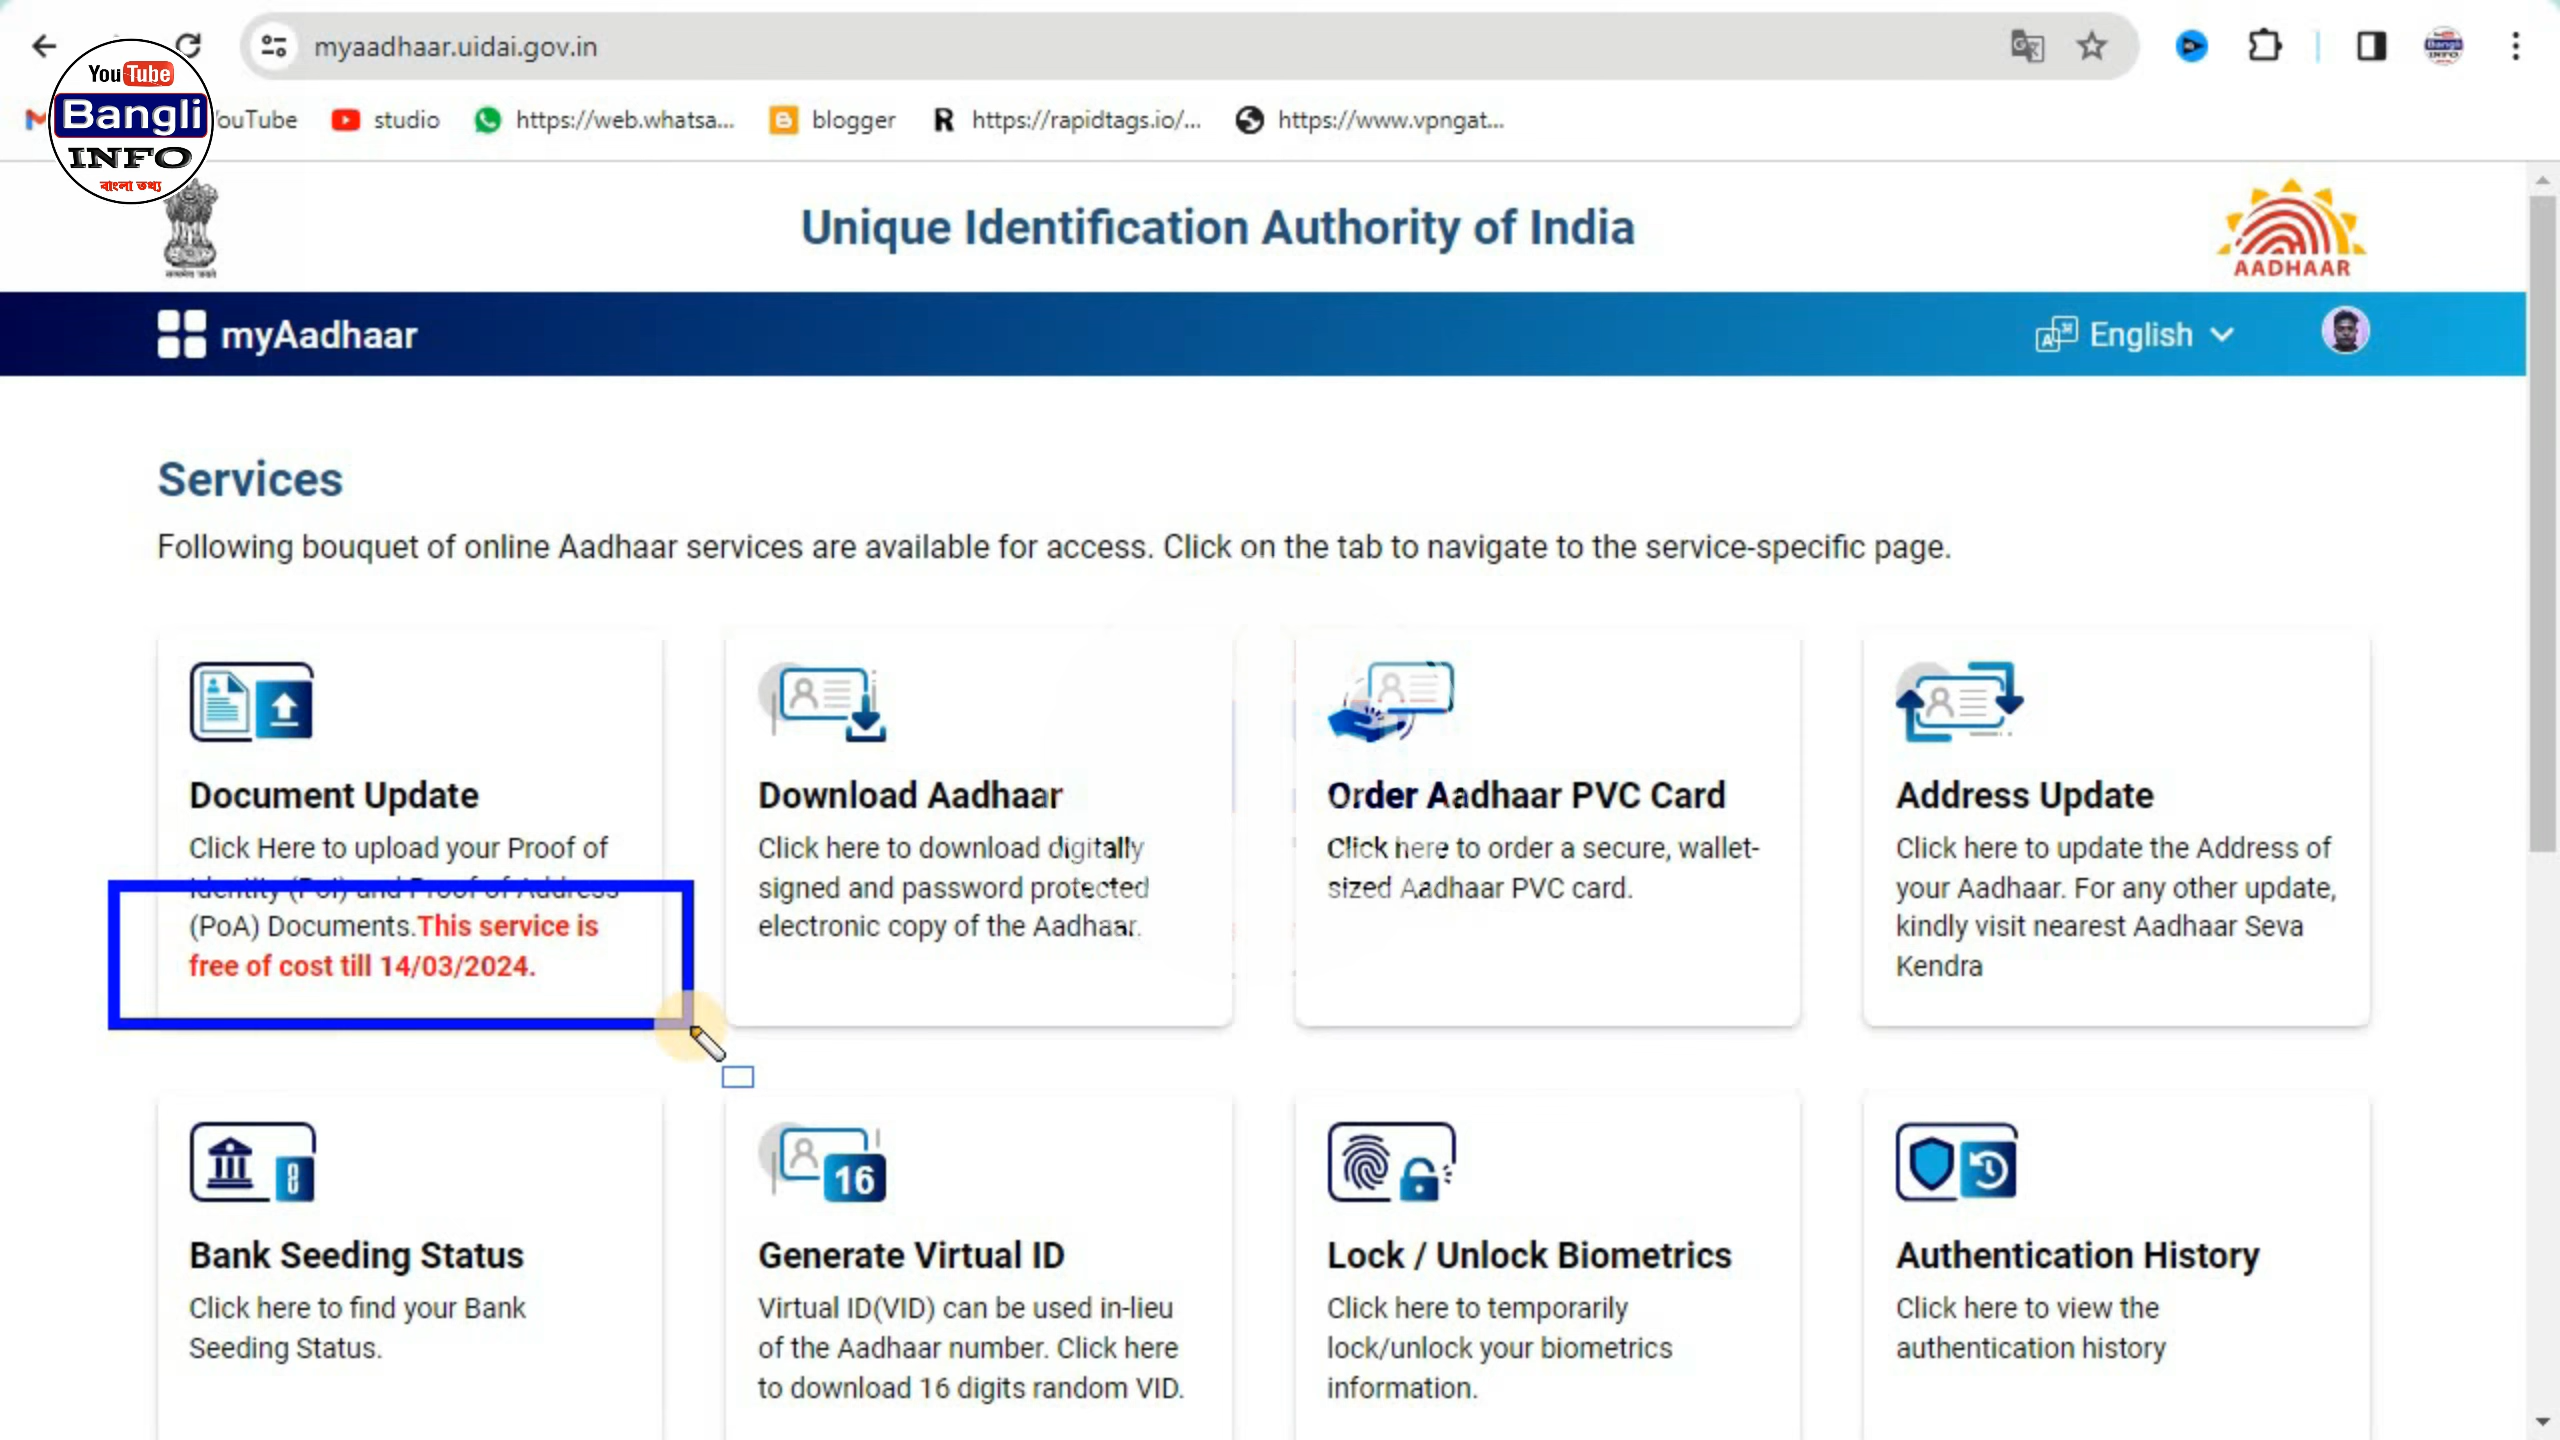 myaadhaar.uidai.gov.in
YouTube
Bangli
INFO
বাংলা তথ্য
ouTube
studio
https://web.whatsa...
blogger
https://rapidtags.io/...
https://www.vpngat...
Unique Identification Authority of India
AADHAAR
myAadhaar
English
Services
Following bouquet of online Aadhaar services are available for access. Click on the tab to navigate to the service-specific page.
Document Update
Click Here to upload your Proof of
Identity (PoI) and Proof of Address
(PoA) Documents.This service is
free of cost till 14/03/2024.
Download Aadhaar
Click here to download digitally
signed and password protected
electronic copy of the Aadhaar.
Order Aadhaar PVC Card
Click here to order a secure, wallet-
sized Aadhaar PVC card.
Address Update
Click here to update the Address of
your Aadhaar. For any other update,
kindly visit nearest Aadhaar Seva
Kendra
Bank Seeding Status
Click here to find your Bank
Seeding Status.
16
Generate Virtual ID
Virtual ID(VID) can be used in-lieu
of the Aadhaar number. Click here
to download 16 digits random VID.
Lock / Unlock Biometrics
Click here to temporarily
lock/unlock your biometrics
information.
Authentication History
Click here to view the
authentication history